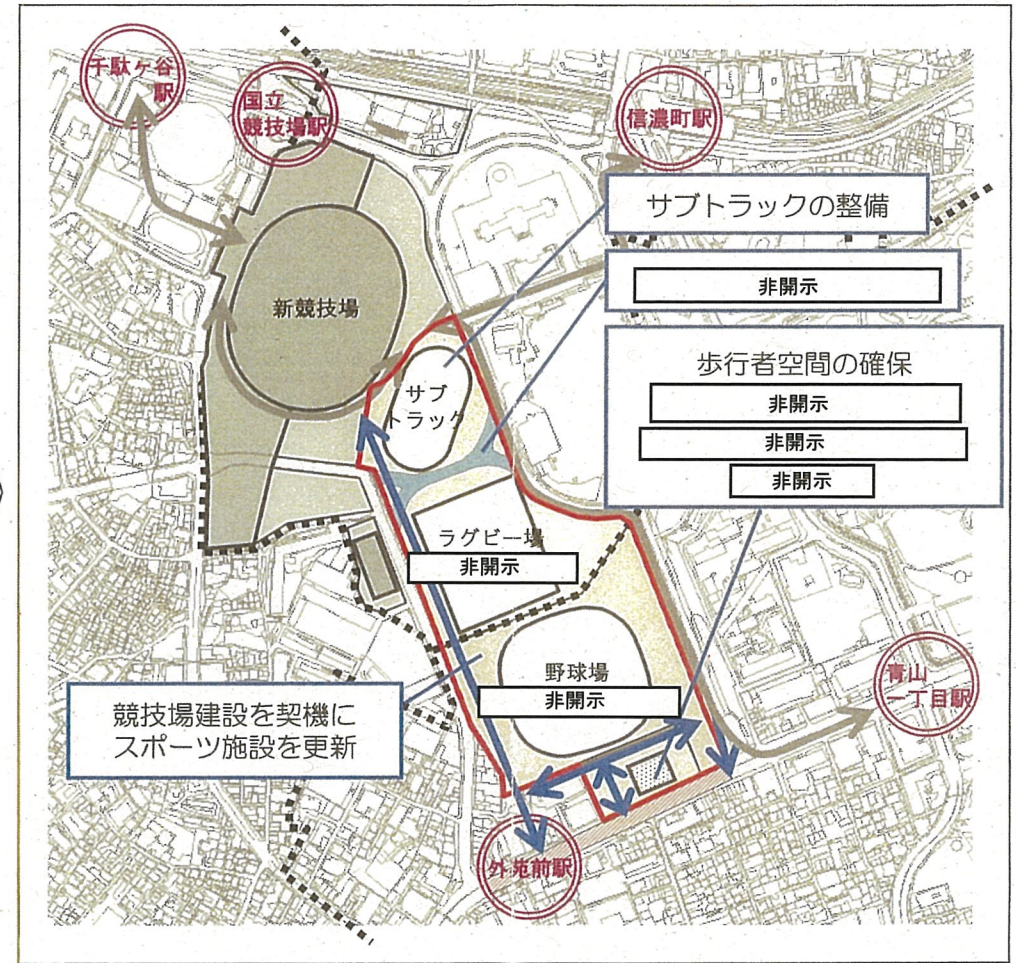 千駄ヶ谷
駅
国立
競技場駅
信濃町駅
サブトラックの整備
非開示
新競技場
歩行者空間の確保
非開示
非開示
非開示
サブ
トラック
ラグビー場
非開示
野球場
非開示
青山
一丁目駅
競技場建設を契機に
スポーツ施設を更新
外苑前駅